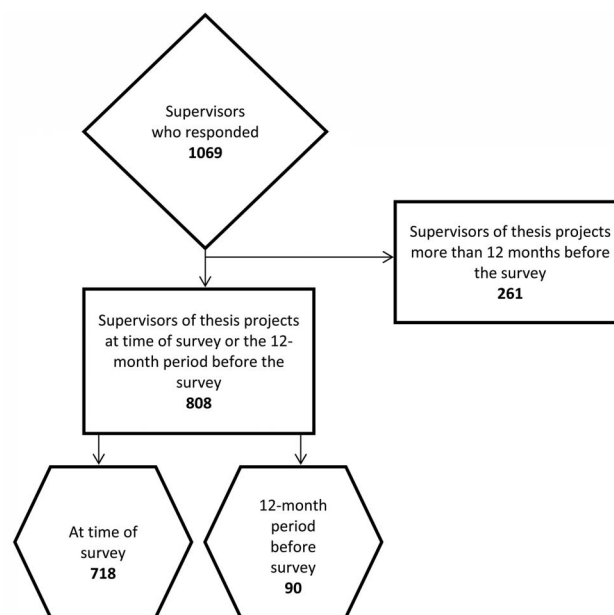 Supervisors
who responded
1069
Supervisors of thesis projects
more than 12 months before
the survey
261
Supervisors of thesis projects
at time of survey or the 12-
month period before the
survey
808
At time of
survey
718
12-month
period
before
survey
90